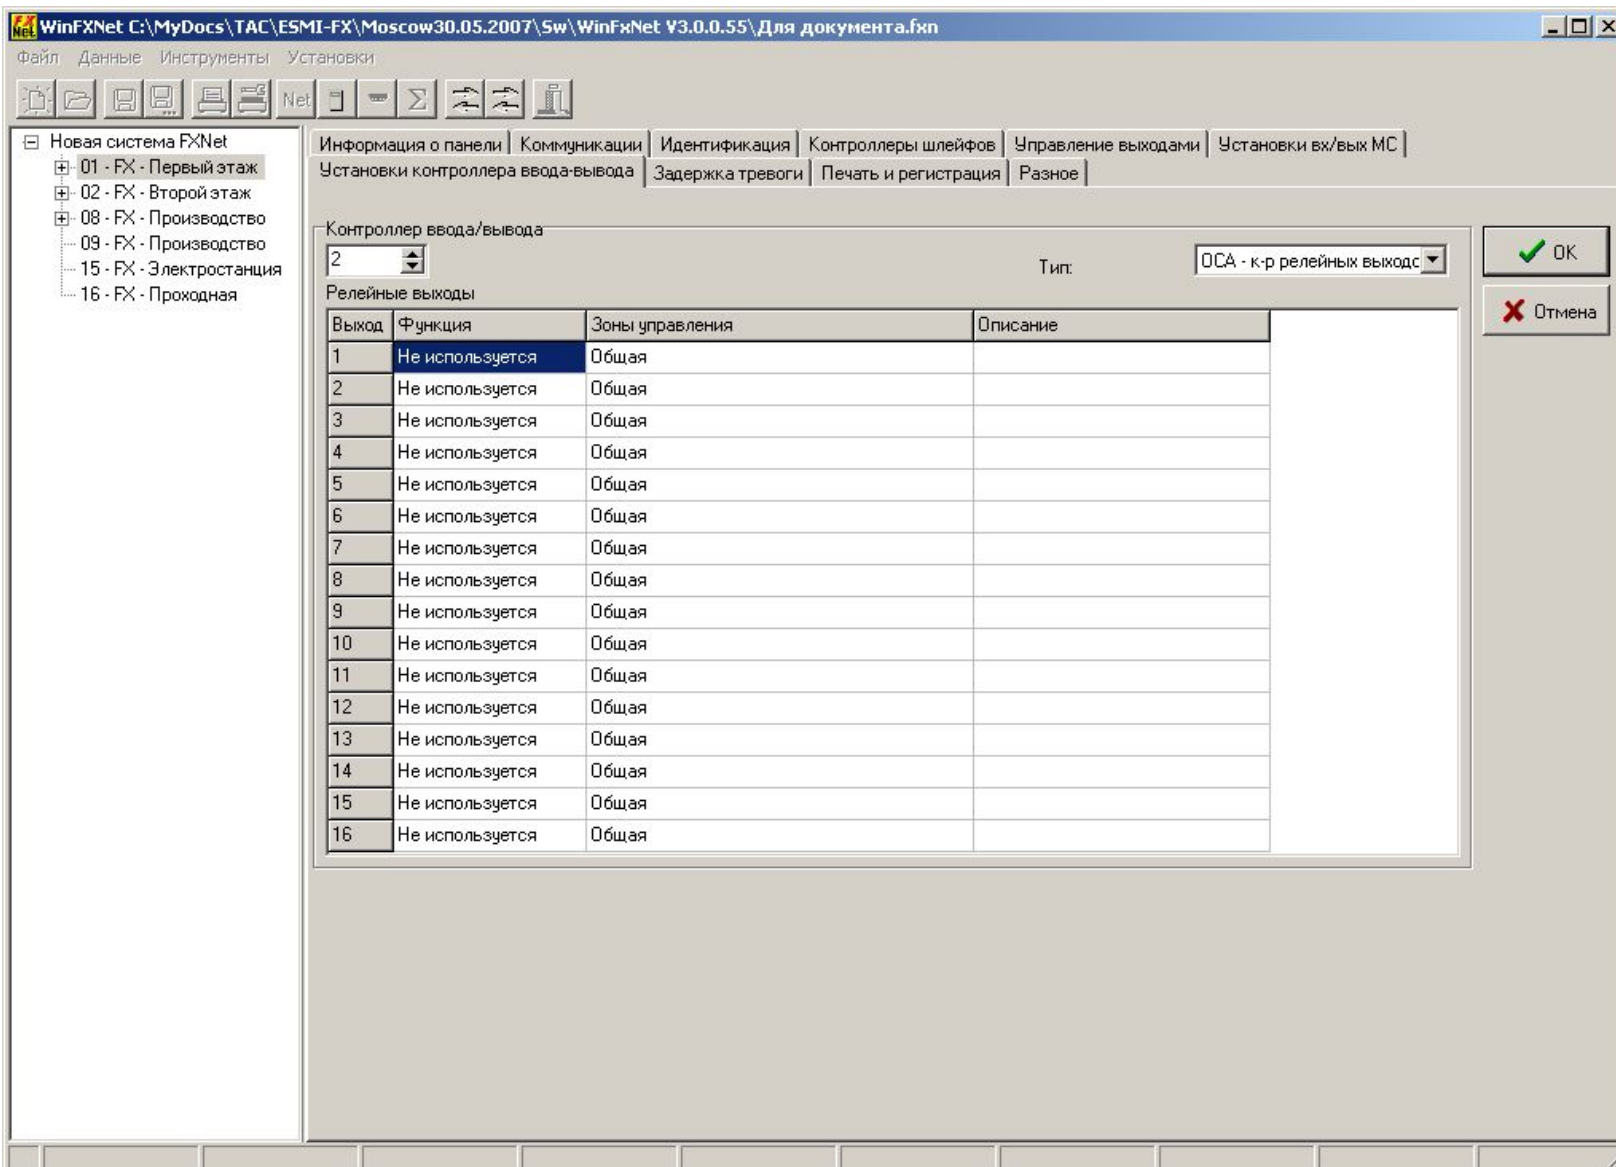 WinFXNet C:\MyDocs\TAC\ESMI-FX\Moscow30.05.2007\Sw\WinFxNet V3.0.0.55\Для документа.fxn
Файл Данные Инструменты Установки
Net
Новая система FXNet
01 - FX - Первый этаж
02 - FX - Второй этаж
08 - FX - Производство
09 - FX - Производство
15 - FX - Электростанция
16 - FX - Проходная
Информация о панели Коммуникации Идентификация Контроллеры шлейфов Управление выходами Установки вх/вых МС
Установки контроллера ввода-вывода Задержка тревоги Печать и регистрация Разное
Контроллер ввода/вывода
2 Тип: ОСА - к-р релейных выходо
Релейные выходы
Выход Функция Зоны управления Описание
1 Не используется Общая
2 Не используется Общая
3 Не используется Общая
4 Не используется Общая
5 Не используется Общая
6 Не используется Общая
7 Не используется Общая
8 Не используется Общая
9 Не используется Общая
10 Не используется Общая
11 Не используется Общая
12 Не используется Общая
13 Не используется Общая
14 Не используется Общая
15 Не используется Общая
16 Не используется Общая
OK
Отмена